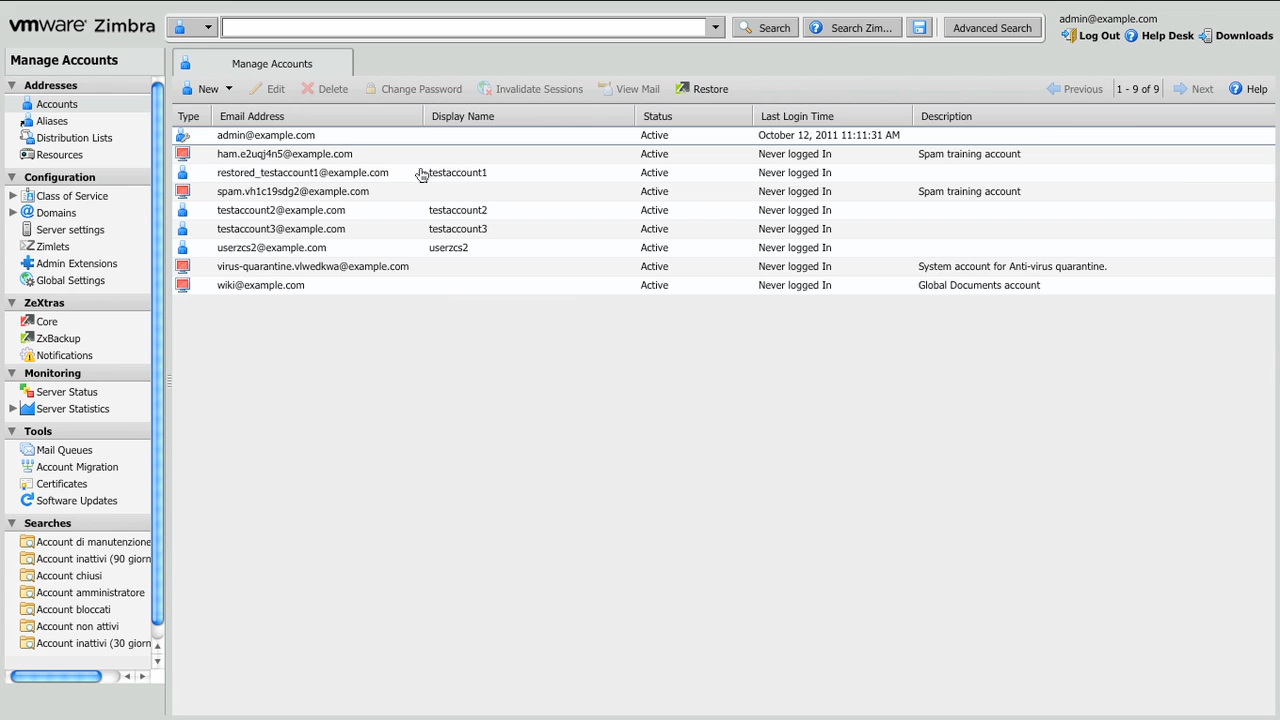 vmware Zimbra
Search
Search Zim...
Advanced Search
admin@example.com
Log Out
Help Desk
Downloads
Manage Accounts
Addresses
Accounts
Aliases
Distribution Lists
Resources
Configuration
Class of Service
Domains
Server settings
Zimlets
Admin Extensions
Global Settings
ZeXtras
Core
ZxBackup
Notifications
Monitoring
Server Status
Server Statistics
Tools
Mail Queues
Account Migration
Certificates
Software Updates
Searches
Account di manutenzione
Account inattivi (90 giorn
Account chiusi
Account amministratore
Account bloccati
Account non attivi
Account inattivi (30 giorn
Manage Accounts
New Edit Delete Change Password Invalidate Sessions View Mail Restore Previous 1 - 9 of 9 Next Help
Type Email Address Display Name Status Last Login Time Description
admin@example.com Active October 12, 2011 11:11:31 AM
ham.e2uqj4n5@example.com Active Never logged In Spam training account
restored_testaccount1@example.com testaccount1 Active Never logged In
spam.vh1c19sdg2@example.com Active Never logged In Spam training account
testaccount2@example.com testaccount2 Active Never logged In
testaccount3@example.com testaccount3 Active Never logged In
userzcs2@example.com userzcs2 Active Never logged In
virus-quarantine.vlwedkwa@example.com Active Never logged In System account for Anti-virus quarantine.
wiki@example.com Active Never logged In Global Documents account